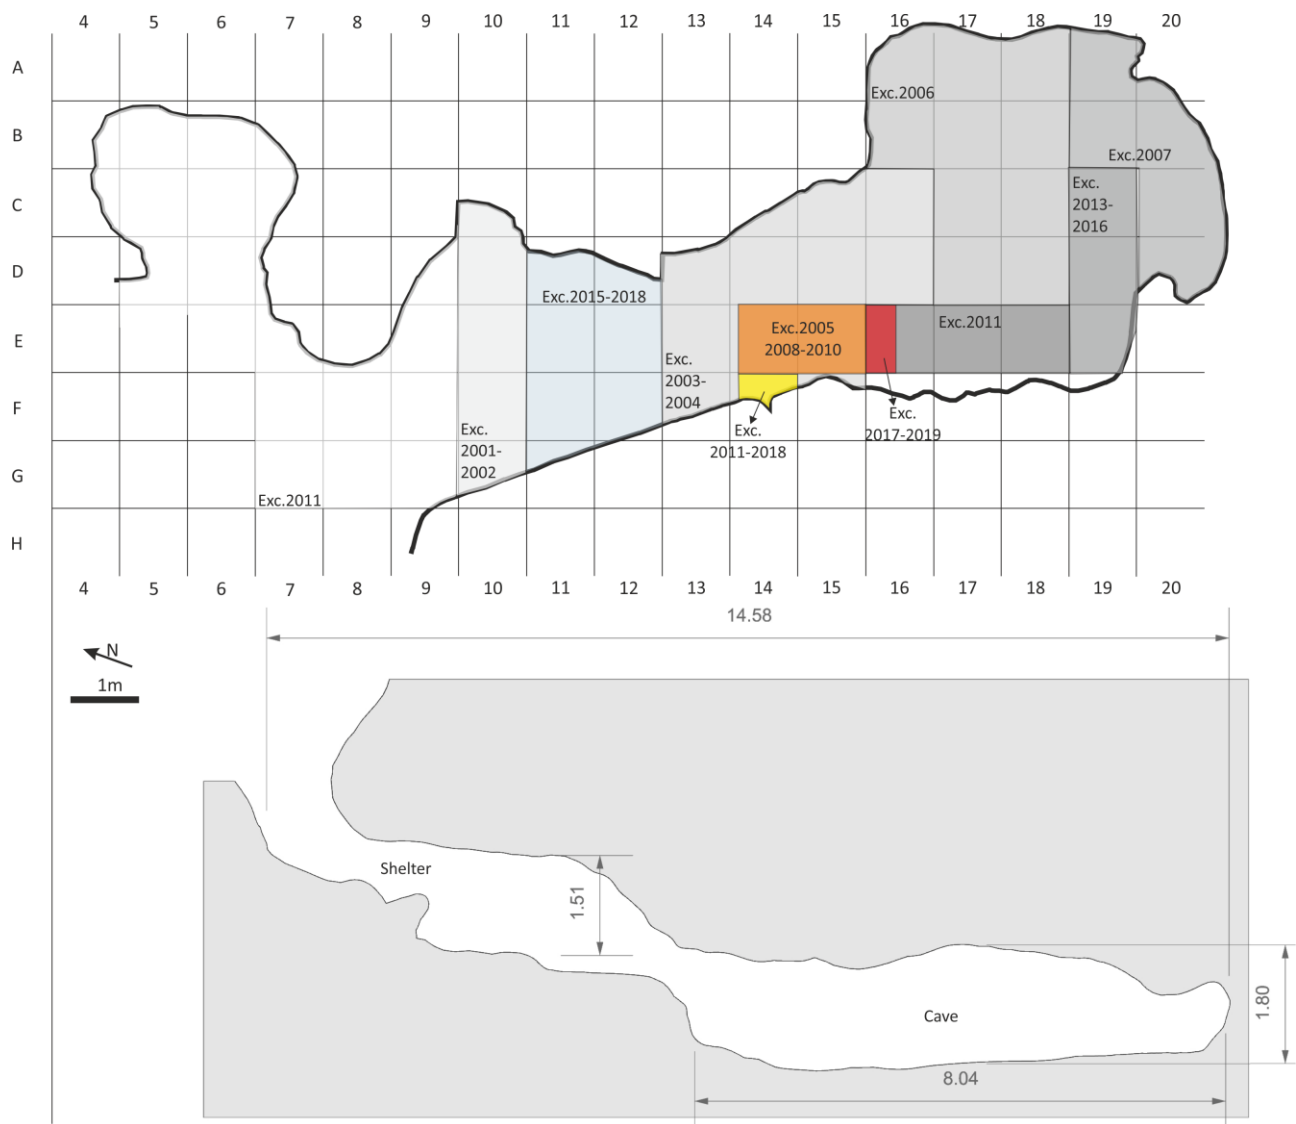 4 5 6 7 8 9 10 11 12 13 14 15 16 17 18 19 20
A
Exc.2006
B
Exc.2007
C
Exc.
2013-
2016
D
Exc.2015-2018
E
Exc.2005
2008-2010
Exc.2011
Exc.
2003-
2004
F
Exc.
2017-2019
Exc.
2011-2018
Exc.
2001-
2002
G
Exc.2011
H
4 5 6 7 8 9 10 11 12 13 14 15 16 17 18 19 20
14.58
N
1m
Shelter
1.51
Cave
1.80
8.04